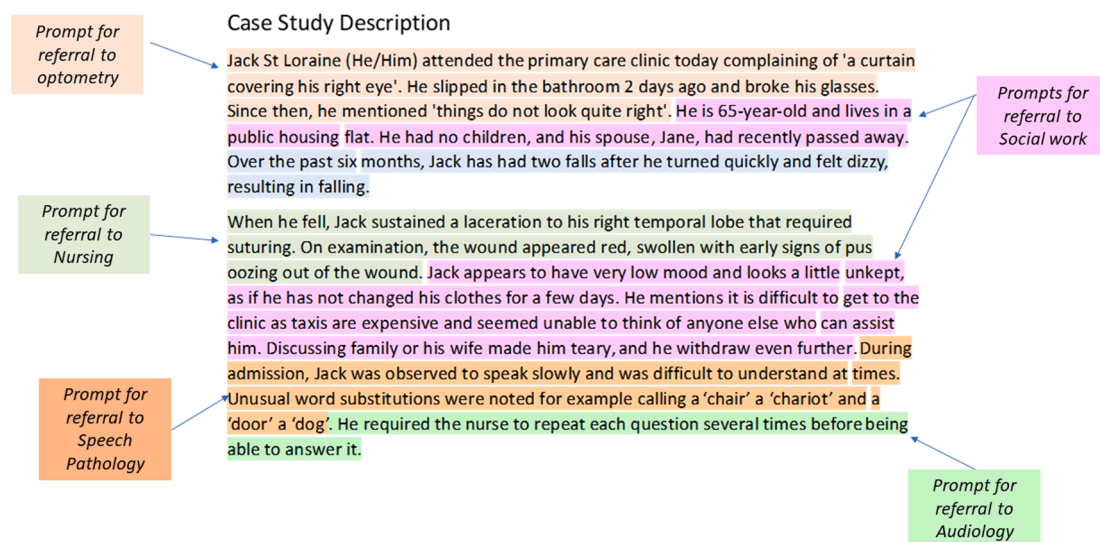 Case Study Description
Prompt for
referral to
optometry
Jack St Loraine (He/Him) attended the primary care clinic today complaining of 'a curtain
covering his right eye'. He slipped in the bathroom 2 days ago and broke his glasses.
Since then, he mentioned 'things do not look quite right'. He is 65-year-old and lives in a
public housing flat. He had no children, and his spouse, Jane, had recently passed away.
Over the past six months, Jack has had two falls after he turned quickly and felt dizzy,
resulting in falling.
Prompts for
referral to
Social work
Prompt for
referral to
Nursing
When he fell, Jack sustained a laceration to his right temporal lobe that required
suturing. On examination, the wound appeared red, swollen with early signs of pus
oozing out of the wound. Jack appears to have very low mood and looks a little unkept,
as if he has not changed his clothes for a few days. He mentions it is difficult to get to the
clinic as taxis are expensive and seemed unable to think of anyone else who can assist
him. Discussing family or his wife made him teary, and he withdraw even further. During
admission, Jack was observed to speak slowly and was difficult to understand at times.
Unusual word substitutions were noted for example calling a ‘chair’ a ‘chariot’ and a
‘door’ a ‘dog’. He required the nurse to repeat each question several times before being
able to answer it.
Prompt for
referral to
Speech
Pathology
Prompt for
referral to
Audiology